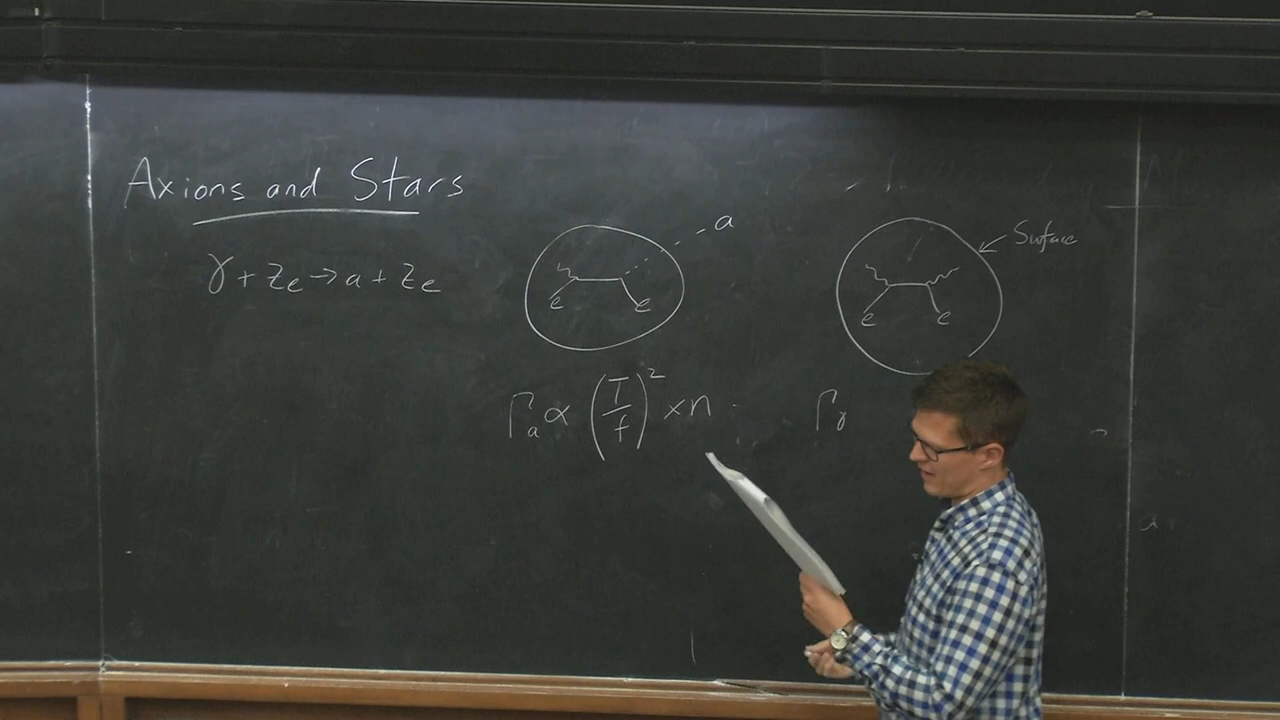 Axions and Stars
γ + Ze → a + Ze
a
Surface
e e
e e
Γₐ ∝ (T/f)² × n
Γᵧ